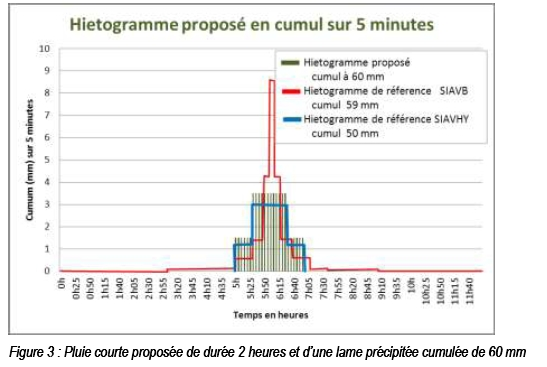 Hietogramme proposé en cumul sur 5 minutes
10
9
8
7
6
5
4
3
2
1
0
Cumum (mm) sur 5 minutes
Hietogramme proposé
cumul à 60 mm
Hietogramme de réference SIAVB
cumul 59 mm
Hietogramme de référence SIAVHY
cumul 50 mm
0h
0h25
0h50
1h15
1h40
2h05
2h30
2h55
3h20
3h45
4h10
4h35
5h
5h25
5h50
6h15
6h40
7h05
7h30
7h55
8h20
8h45
9h10
9h35
10h
10h25
10h50
11h15
11h40
Temps en heures
Figure 3 : Pluie courte proposée de durée 2 heures et d'une lame précipitée cumulée de 60 mm